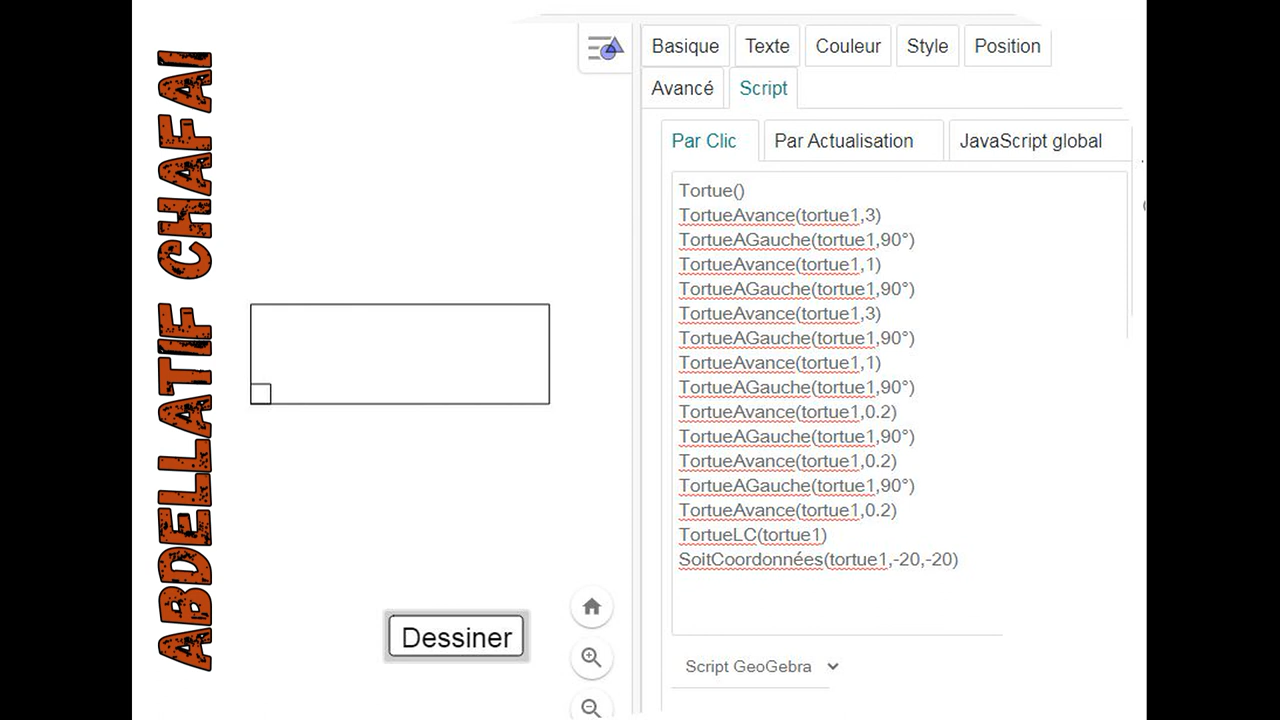 ABDELLATIF CHAFAI
Basique Texte Couleur Style Position
Avancé Script
Par Clic Par Actualisation JavaScript global
Tortue()
TortueAvance(tortue1,3)
TortueAGauche(tortue1,90°)
TortueAvance(tortue1,1)
TortueAGauche(tortue1,90°)
TortueAvance(tortue1,3)
TortueAGauche(tortue1,90°)
TortueAvance(tortue1,1)
TortueAGauche(tortue1,90°)
TortueAvance(tortue1,0.2)
TortueAGauche(tortue1,90°)
TortueAvance(tortue1,0.2)
TortueAGauche(tortue1,90°)
TortueAvance(tortue1,0.2)
TortueLC(tortue1)
SoitCoordonnées(tortue1,-20,-20)
Dessiner
Script GeoGebra